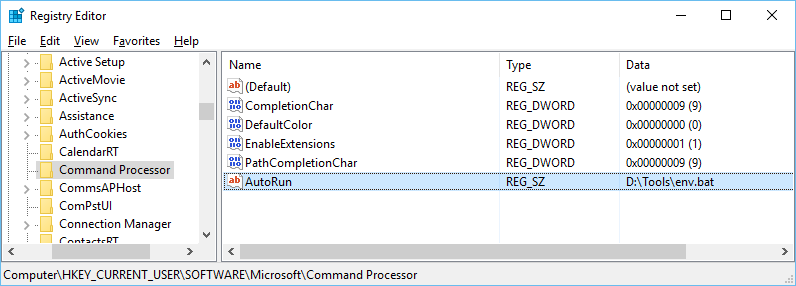 Registry Editor
File Edit View Favorites Help
Active Setup
ActiveMovie
ActiveSync
Assistance
AuthCookies
CalendarRT
Command Processor
CommsAPHost
ComPstUI
Connection Manager
ContactsRT
Name Type Data
ab (Default) REG_SZ (value not set)
CompletionChar REG_DWORD 0x00000009 (9)
DefaultColor REG_DWORD 0x00000000 (0)
EnableExtensions REG_DWORD 0x00000001 (1)
PathCompletionChar REG_DWORD 0x00000009 (9)
ab AutoRun REG_SZ D:\Tools\env.bat
Computer\HKEY_CURRENT_USER\SOFTWARE\Microsoft\Command Processor